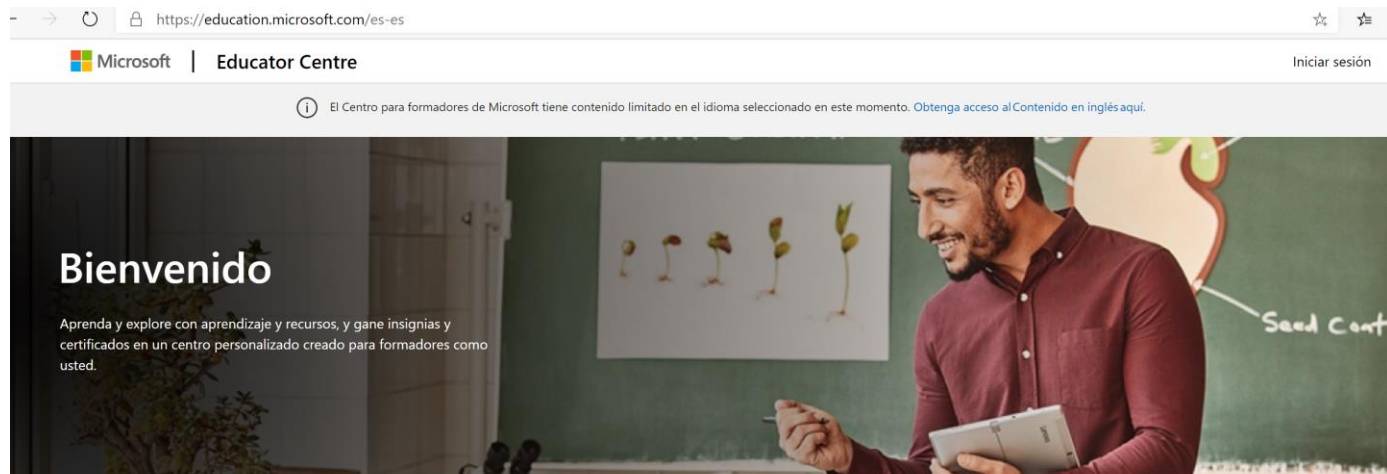 https://education.microsoft.com/es-es
Microsoft | Educator Centre
Iniciar sesión
El Centro para formadores de Microsoft tiene contenido limitado en el idioma seleccionado en este momento. Obtenga acceso al Contenido en inglés aquí.
Bienvenido
Aprenda y explore con aprendizaje y recursos, y gane insignias y
certificados en un centro personalizado creado para formadores como
usted.
Seed
Lenovo